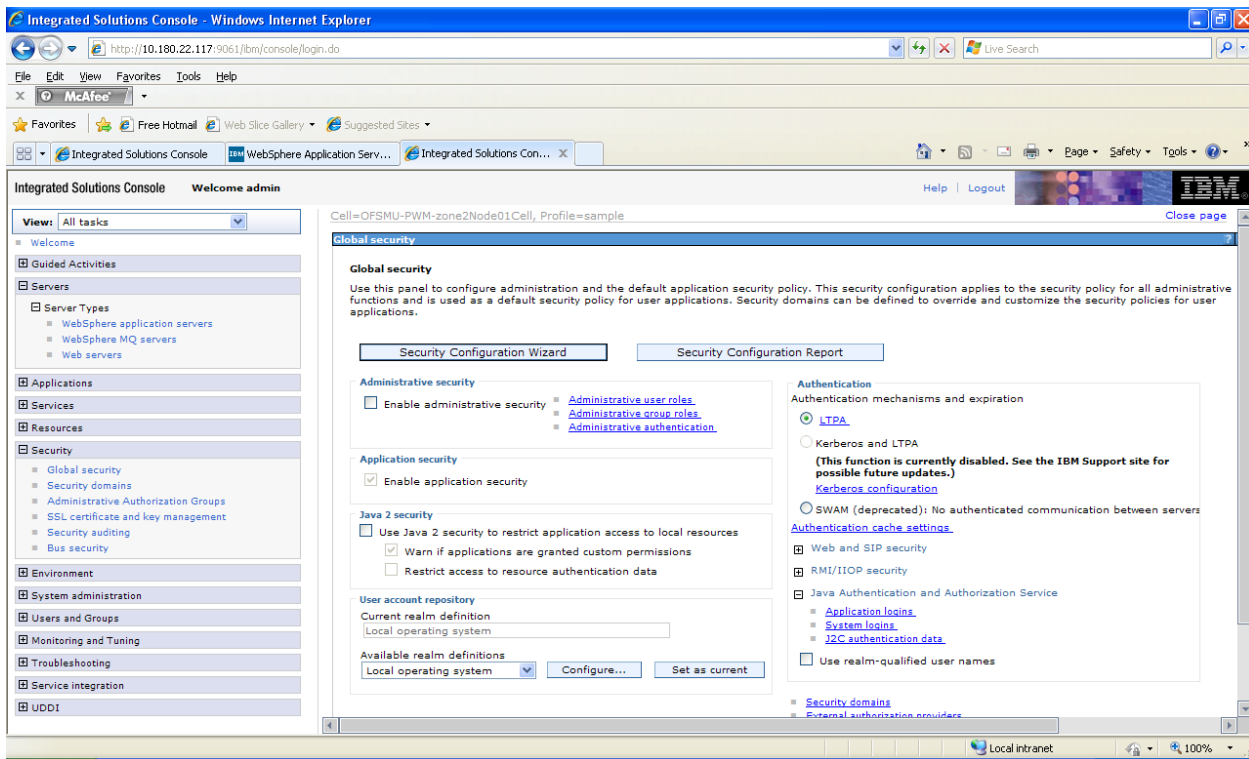 Integrated Solutions Console - Windows Internet Explorer
http://10.180.22.117:9061/ibm/console/login.do
Live Search
File Edit View Favorites Tools Help
x McAfee
Favorites Free Hotmail Web Slice Gallery Suggested Sites
Integrated Solutions Console WebSphere Application Serv... Integrated Solutions Con... X Page Safety Tools
Integrated Solutions Console Welcome admin Help | Logout IBM
View: All tasks
Welcome
Guided Activities
Servers
Server Types
WebSphere application servers
WebSphere MQ servers
Web servers
Applications
Services
Resources
Security
Global security
Security domains
Administrative Authorization Groups
SSL certificate and key management
Security auditing
Bus security
Environment
System administration
Users and Groups
Monitoring and Tuning
Troubleshooting
Service integration
UDDI
Cell=OFSMU-PWM-zone2Node01Cell, Profile=sample Close page
Global security ?
Global security
Use this panel to configure administration and the default application security policy. This security configuration applies to the security policy for all administrative
functions and is used as a default security policy for user applications. Security domains can be defined to override and customize the security policies for user
applications.
Security Configuration Wizard Security Configuration Report
Administrative security
Enable administrative security
Administrative user roles
Administrative group roles
Administrative authentication
Application security
Enable application security
Java 2 security
Use Java 2 security to restrict application access to local resources
Warn if applications are granted custom permissions
Restrict access to resource authentication data
User account repository
Current realm definition
Local operating system
Available realm definitions
Local operating system Configure... Set as current
Authentication
Authentication mechanisms and expiration
LTPA
Kerberos and LTPA
(This function is currently disabled. See the IBM Support site for
possible future updates.)
Kerberos configuration
SWAM (deprecated): No authenticated communication between servers
Authentication cache settings
Web and SIP security
RMI/IIOP security
Java Authentication and Authorization Service
Application logins
System logins
J2C authentication data
Use realm-qualified user names
Security domains
External authorization providers
Local intranet 100%